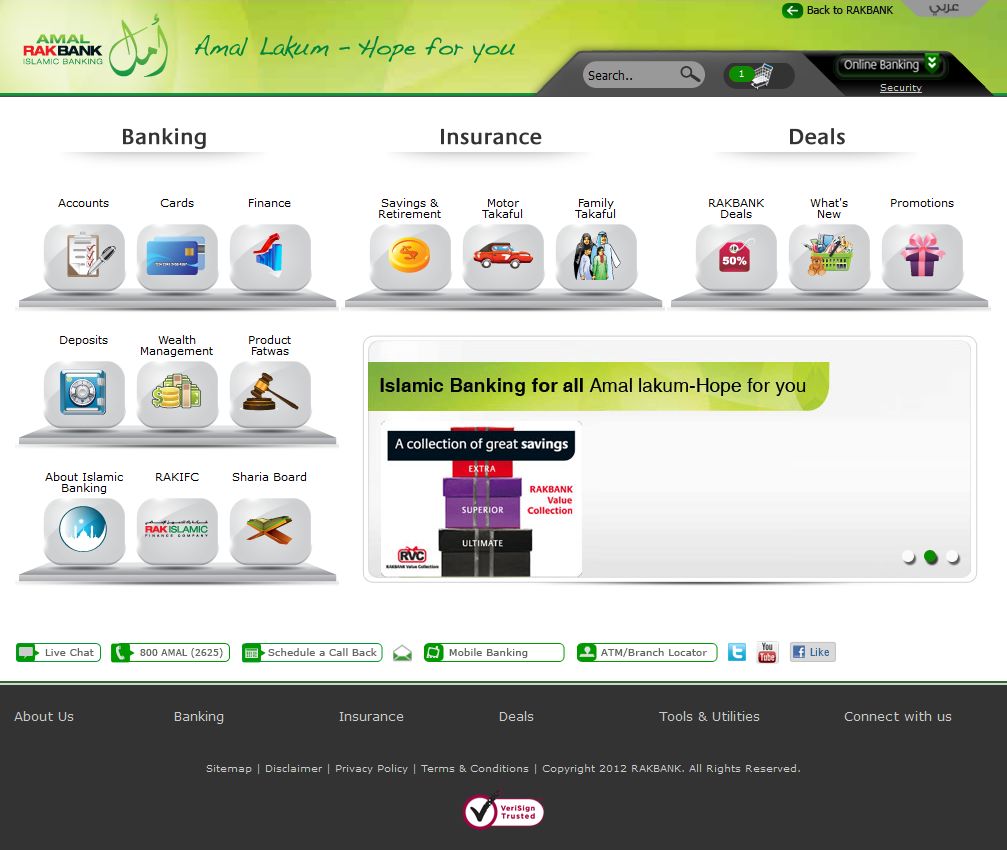 Back to RAKBANK
عربي
AMAL
RAKBANK
ISLAMIC BANKING
أمل
Amal Lakum - Hope for you
Search..
1
Online Banking
Security
Banking
Insurance
Deals
Accounts
Cards
Finance
Savings &
Retirement
Motor
Takaful
Family
Takaful
RAKBANK
Deals
What's
New
Promotions
50%
Deposits
Wealth
Management
Product
Fatwas
Islamic Banking for all Amal lakum-Hope for you
A collection of great savings
EXTRA
SUPERIOR
ULTIMATE
RAKBANK
Value
Collection
RVC
RAKBANK Value Collection
About Islamic
Banking
RAKIFC
Sharia Board
RAKISLAMIC
FINANCE COMPANY
Live Chat
800 AMAL (2625)
Schedule a Call Back
Mobile Banking
ATM/Branch Locator
You
Tube
Like
About Us
Banking
Insurance
Deals
Tools & Utilities
Connect with us
Sitemap | Disclaimer | Privacy Policy | Terms & Conditions | Copyright 2012 RAKBANK. All Rights Reserved.
VeriSign
Trusted